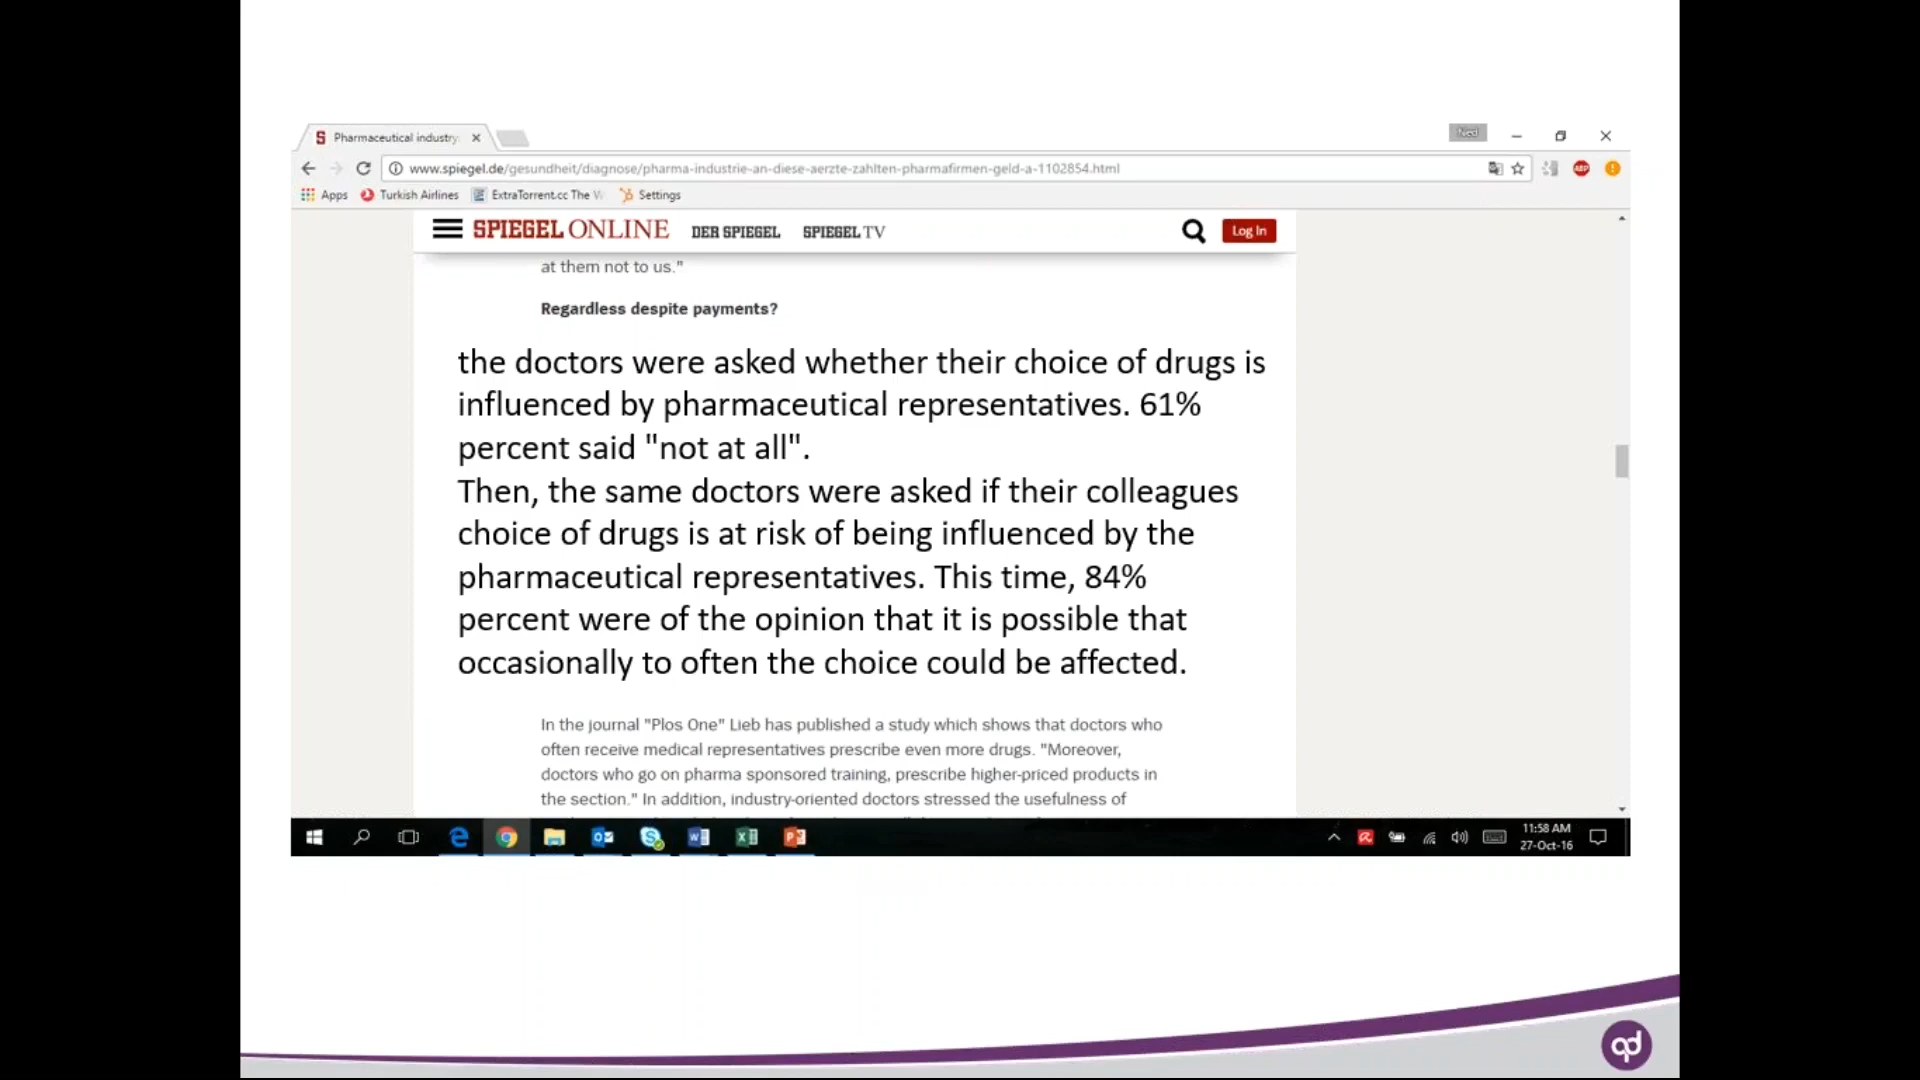 S Pharmaceutical industry
Ned
www.spiegel.de/gesundheit/diagnose/pharma-industrie-an-diese-aerzte-zahlten-pharmafirmen-geld-a-1102854.html
ABP
Apps Turkish Airlines ExtraTorrent.cc The W Settings
SPIEGEL ONLINE DER SPIEGEL SPIEGEL TV Log In
at them not to us."
Regardless despite payments?
the doctors were asked whether their choice of drugs is
influenced by pharmaceutical representatives. 61%
percent said "not at all".
Then, the same doctors were asked if their colleagues
choice of drugs is at risk of being influenced by the
pharmaceutical representatives. This time, 84%
percent were of the opinion that it is possible that
occasionally to often the choice could be affected.
In the journal "Plos One" Lieb has published a study which shows that doctors who
often receive medical representatives prescribe even more drugs. "Moreover,
doctors who go on pharma sponsored training, prescribe higher-priced products in
the section." In addition, industry-oriented doctors stressed the usefulness of
11:58 AM
27-Oct-16
qd